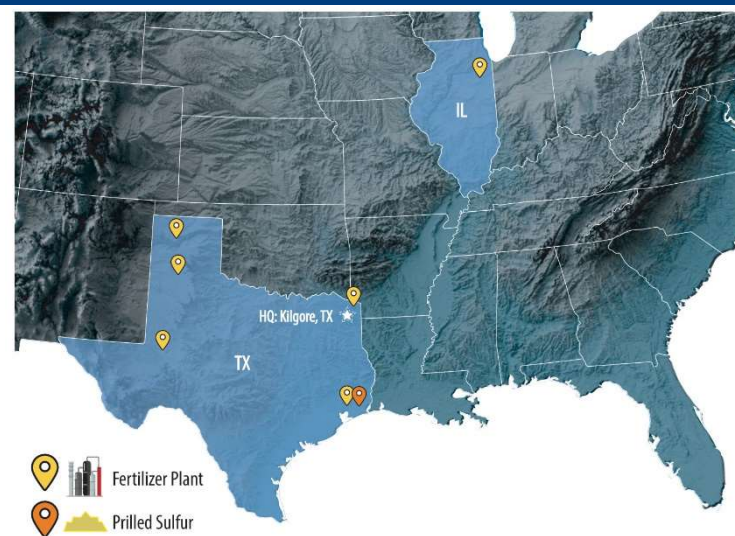 IL
HQ: Kilgore, TX
TX
Fertilizer Plant
Prilled Sulfur